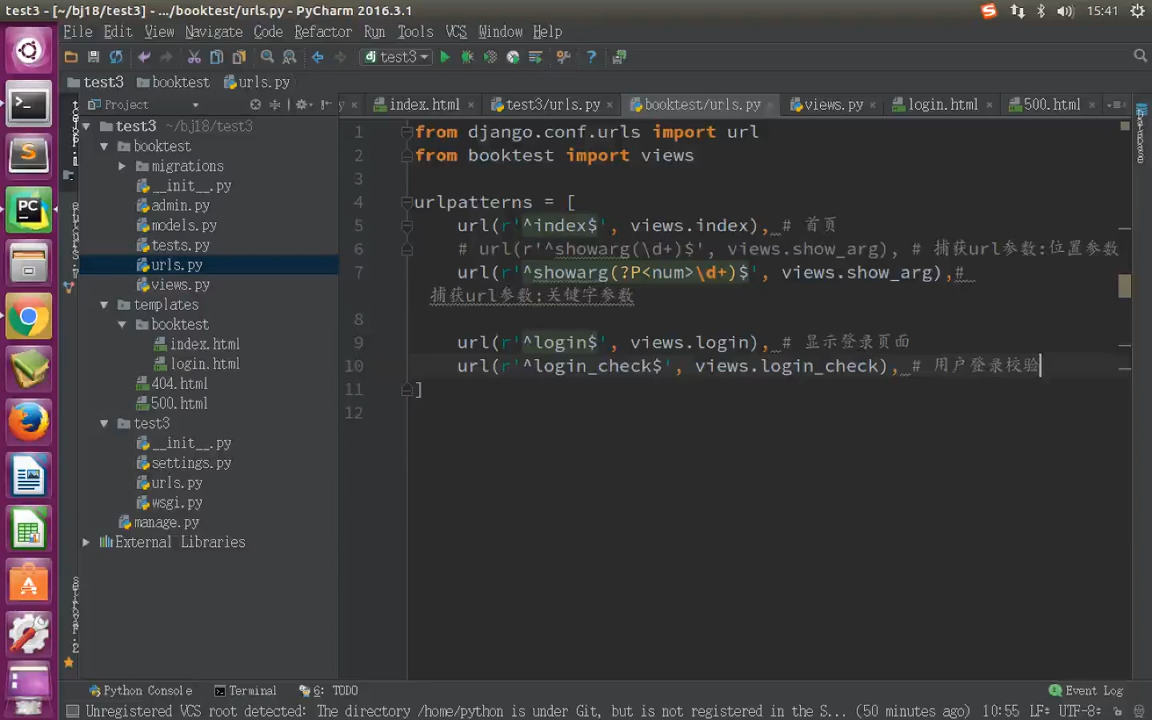 test3 - [~/bj18/test3] - .../booktest/urls.py - PyCharm 2016.3.1
15:41
File Edit View Navigate Code Refactor Run Tools VCS Window Help
test3
test3 booktest urls.py
Project
index.html test3/urls.py booktest/urls.py views.py login.html 500.html
test3 ~/bj18/test3
booktest
migrations
__init__.py
admin.py
models.py
tests.py
urls.py
views.py
templates
booktest
index.html
login.html
404.html
500.html
test3
__init__.py
settings.py
urls.py
wsgi.py
manage.py
External Libraries
1 from django.conf.urls import url
2 from booktest import views
3
4 urlpatterns = [
5 url(r'^index$', views.index), # 首页
6 # url(r'^showarg(\d+)$', views.show_arg), # 捕获url参数:位置参数
7 url(r'^showarg(?P<num>\d+)$', views.show_arg),#
捕获url参数:关键字参数
8
9 url(r'^login$', views.login), # 显示登录页面
10 url(r'^login_check$', views.login_check), # 用户登录校验
11 ]
12
Python Console Terminal 6: TODO Event Log
Unregistered VCS root detected: The directory /home/python is under Git, but is not registered in the S... (50 minutes ago) 10:55 LF÷ UTF-8÷